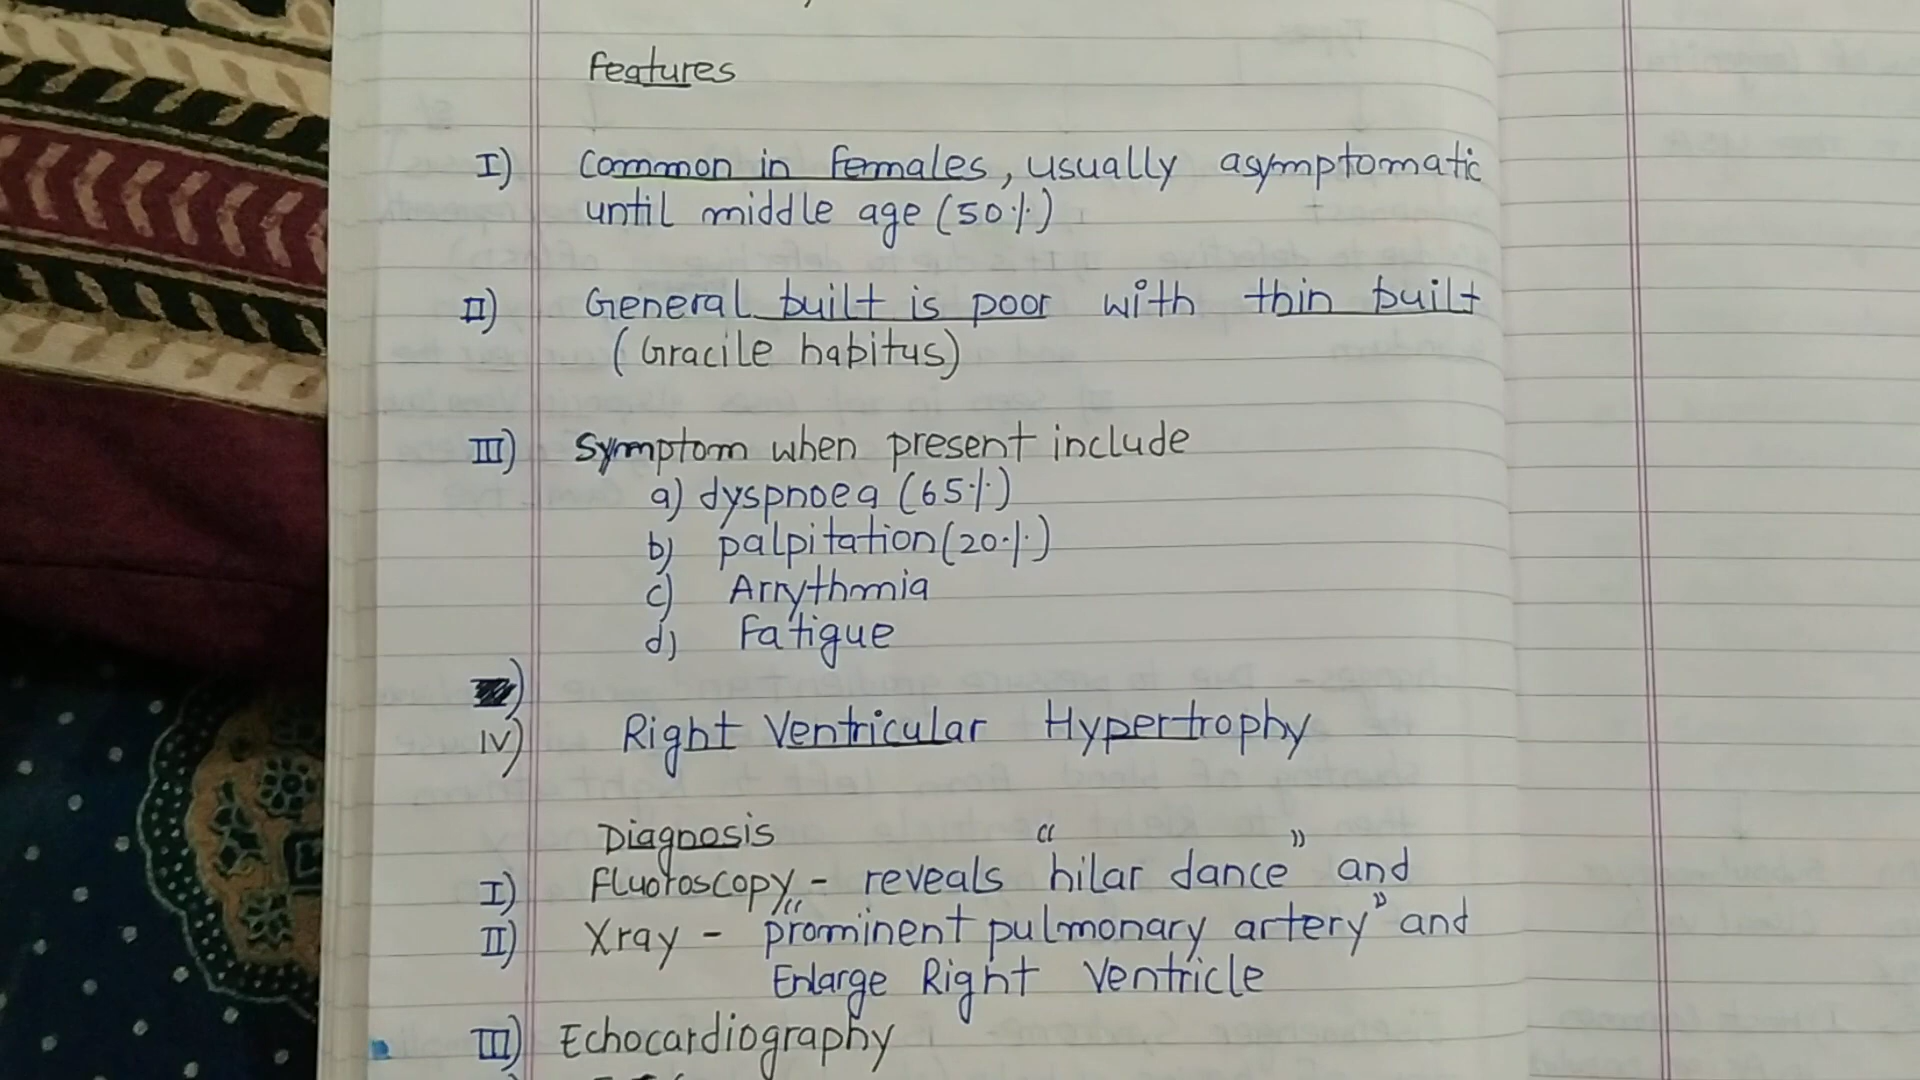 Features
I) Common in Females, usually asymptomatic
until middle age (50%)
II) General built is poor with thin built
(Gracile habitus)
III) Symptom when present include
a) dyspnoea (65%)
b) palpitation (20%)
c) Arrythmia
d) Fatigue
IV) Right Ventricular Hypertrophy
Diagnosis
I) Fluoroscopy - reveals "hilar dance" and
II) Xray - "prominent pulmonary artery" and
Enlarge Right Ventricle
III) Echocardiography